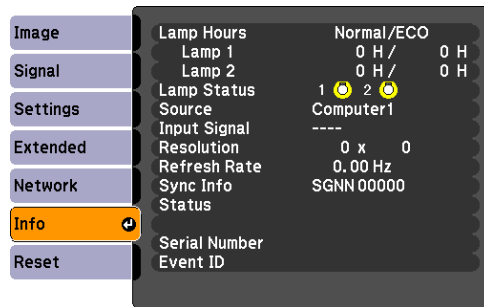 Image
Signal
Settings
Extended
Network
Info
Reset
Lamp Hours Normal/ECO
Lamp 1 0 H/ 0 H
Lamp 2 0 H/ 0 H
Lamp Status 1 2
Source Computer1
Input Signal ----
Resolution 0 x 0
Refresh Rate 0.00 Hz
Sync Info SGNN 00000
Status
Serial Number
Event ID